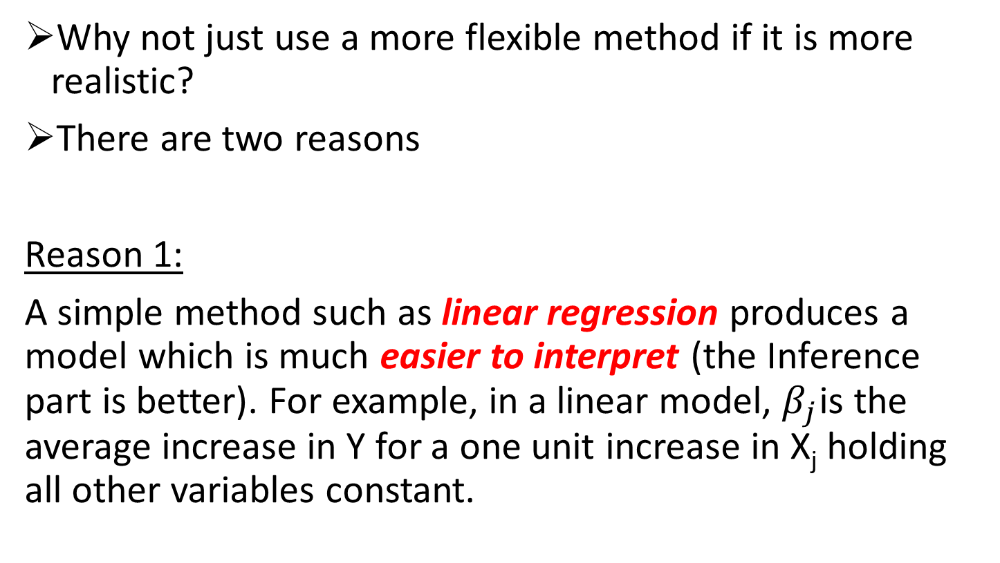 ➢Why not just use a more flexible method if it is more
realistic?
➢There are two reasons
Reason 1:
A simple method such as linear regression produces a
model which is much easier to interpret (the Inference
part is better). For example, in a linear model, βj is the
average increase in Y for a one unit increase in Xj holding
all other variables constant.